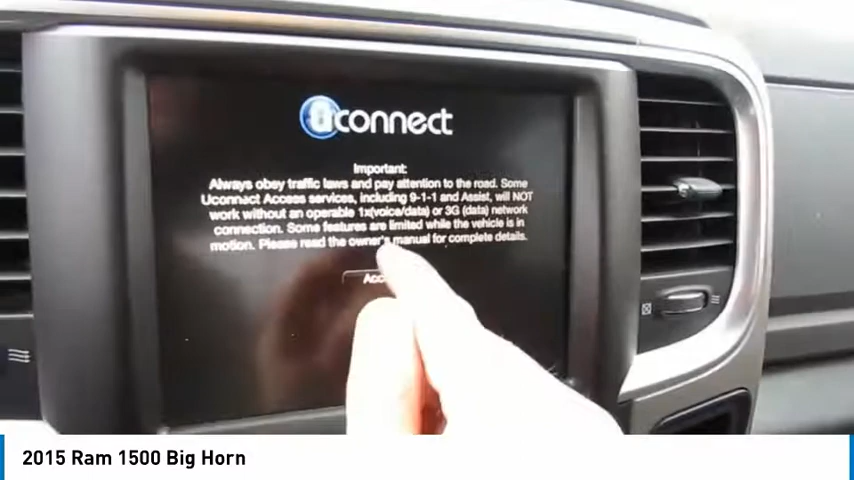 uconnect
Important:
Always obey traffic laws and pay attention to the road. Some
Uconnect Access services, including 9-1-1 and Assist, will NOT
work without an operable 1x(voice/data) or 3G (data) network
connection. Some features are limited while the vehicle is in
motion. Please read the owner's manual for complete details.
2015 Ram 1500 Big Horn